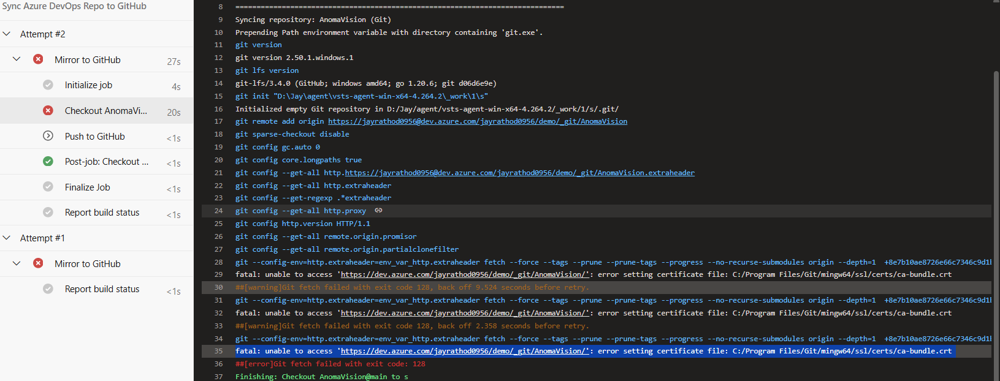 Sync Azure DevOps Repo to GitHub
Attempt #2
Mirror to GitHub 27s
Initialize job 4s
Checkout AnomaVi... 20s
Push to GitHub <1s
Post-job: Checkout ... <1s
Finalize Job <1s
Report build status <1s
Attempt #1
Mirror to GitHub
Report build status <1s
8 ==============================================================================
9 Syncing repository: AnomaVision (Git)
10 Prepending Path environment variable with directory containing 'git.exe'.
11 git version
12 git version 2.50.1.windows.1
13 git lfs version
14 git-lfs/3.4.0 (GitHub; windows amd64; go 1.20.6; git d06d6e9e)
15 git init "D:\Jay\agent\vsts-agent-win-x64-4.264.2\_work\1\s"
16 Initialized empty Git repository in D:/Jay/agent/vsts-agent-win-x64-4.264.2/_work/1/s/.git/
17 git remote add origin https://jayrathod0956@dev.azure.com/jayrathod0956/demo/_git/AnomaVision
18 git sparse-checkout disable
19 git config gc.auto 0
20 git config core.longpaths true
21 git config --get-all http.https://jayrathod0956@dev.azure.com/jayrathod0956/demo/_git/AnomaVision.extraheader
22 git config --get-all http.extraheader
23 git config --get-regexp .*extraheader
24 git config --get-all http.proxy
25 git config http.version HTTP/1.1
26 git config --get-all remote.origin.promisor
27 git config --get-all remote.origin.partialclonefilter
28 git --config-env=http.extraheader=env_var_http.extraheader fetch --force --tags --prune --prune-tags --progress --no-recurse-submodules origin --depth=1 +8e7b10ae8726e66c7346c9d1
29 fatal: unable to access 'https://dev.azure.com/jayrathod0956/demo/_git/AnomaVision/': error setting certificate file: C:/Program Files/Git/mingw64/ssl/certs/ca-bundle.crt
30 ##[warning]Git fetch failed with exit code 128, back off 9.524 seconds before retry.
31 git --config-env=http.extraheader=env_var_http.extraheader fetch --force --tags --prune --prune-tags --progress --no-recurse-submodules origin --depth=1 +8e7b10ae8726e66c7346c9d1
32 fatal: unable to access 'https://dev.azure.com/jayrathod0956/demo/_git/AnomaVision/': error setting certificate file: C:/Program Files/Git/mingw64/ssl/certs/ca-bundle.crt
33 ##[warning]Git fetch failed with exit code 128, back off 2.358 seconds before retry.
34 git --config-env=http.extraheader=env_var_http.extraheader fetch --force --tags --prune --prune-tags --progress --no-recurse-submodules origin --depth=1 +8e7b10ae8726e66c7346c9d1
35 fatal: unable to access 'https://dev.azure.com/jayrathod0956/demo/_git/AnomaVision/': error setting certificate file: C:/Program Files/Git/mingw64/ssl/certs/ca-bundle.crt
36 ##[error]Git fetch failed with exit code: 128
37 Finishing: Checkout AnomaVision@main to s